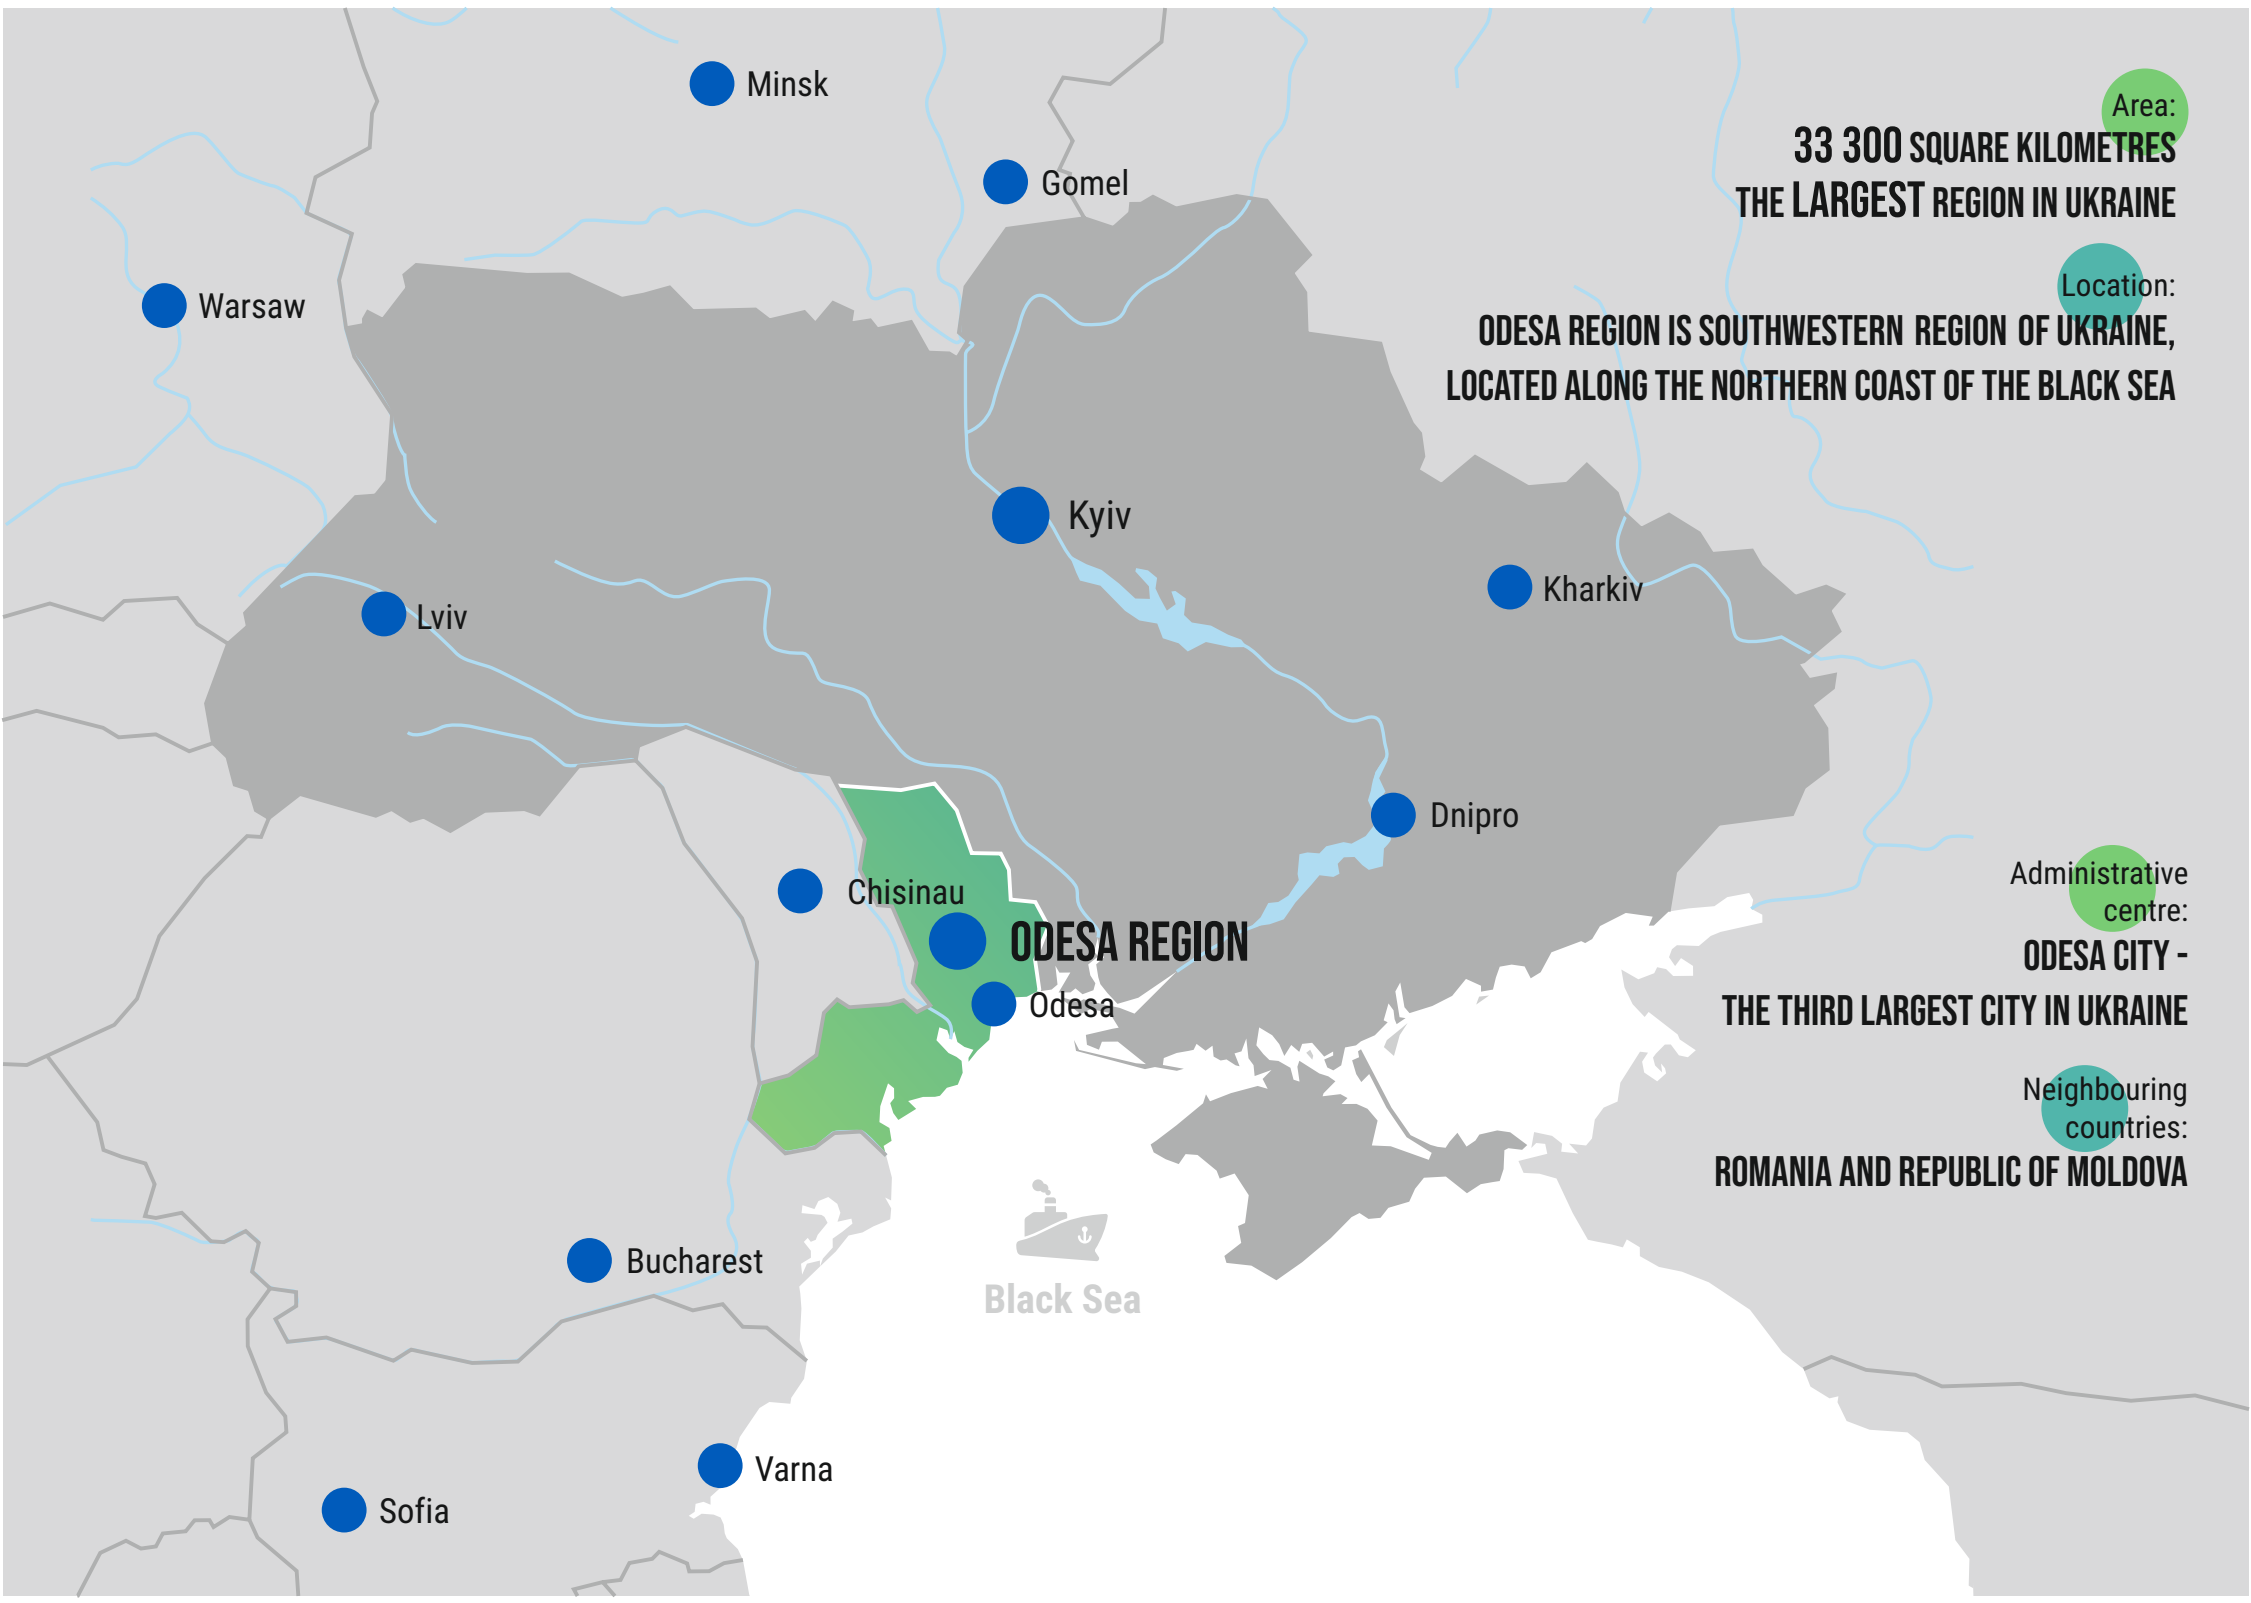 Minsk
Area:
33 300 SQUARE KILOMETRES
Gomel
THE LARGEST REGION IN UKRAINE
Location:
Warsaw
ODESA REGION IS SOUTHWESTERN REGION OF UKRAINE,
LOCATED ALONG THE NORTHERN COAST OF THE BLACK SEA
Kyiv
Kharkiv
Lviv
Dnipro
Administrative
centre:
Chisinau
ODESA REGION
ODESA CITY -
Odesa
THE THIRD LARGEST CITY IN UKRAINE
Neighbouring
countries:
ROMANIA AND REPUBLIC OF MOLDOVA
Bucharest
Black Sea
Varna
Sofia